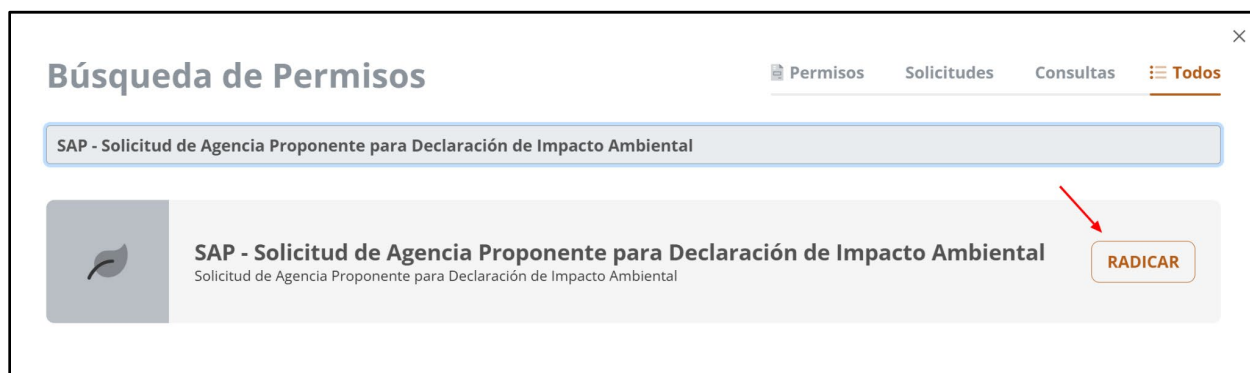 Búsqueda de Permisos
Permisos Solicitudes Consultas Todos
SAP - Solicitud de Agencia Proponente para Declaración de Impacto Ambiental
SAP - Solicitud de Agencia Proponente para Declaración de Impacto Ambiental
Solicitud de Agencia Proponente para Declaración de Impacto Ambiental
RADICAR